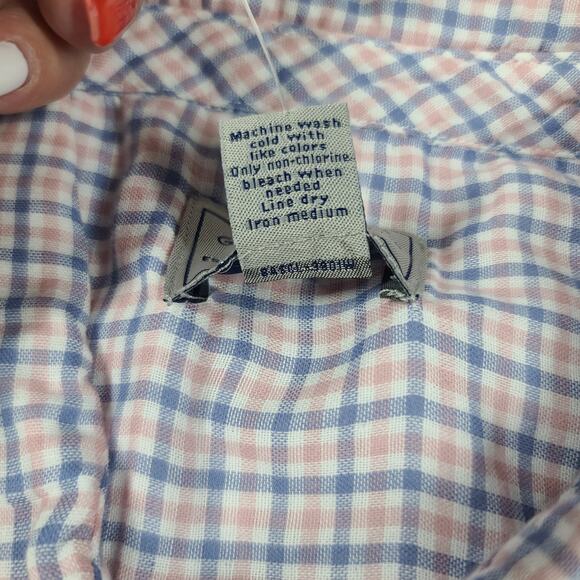 Machine wash
cold with
like colors
Only non-chlorine
bleach when
needed
Line dry
Iron medium
G